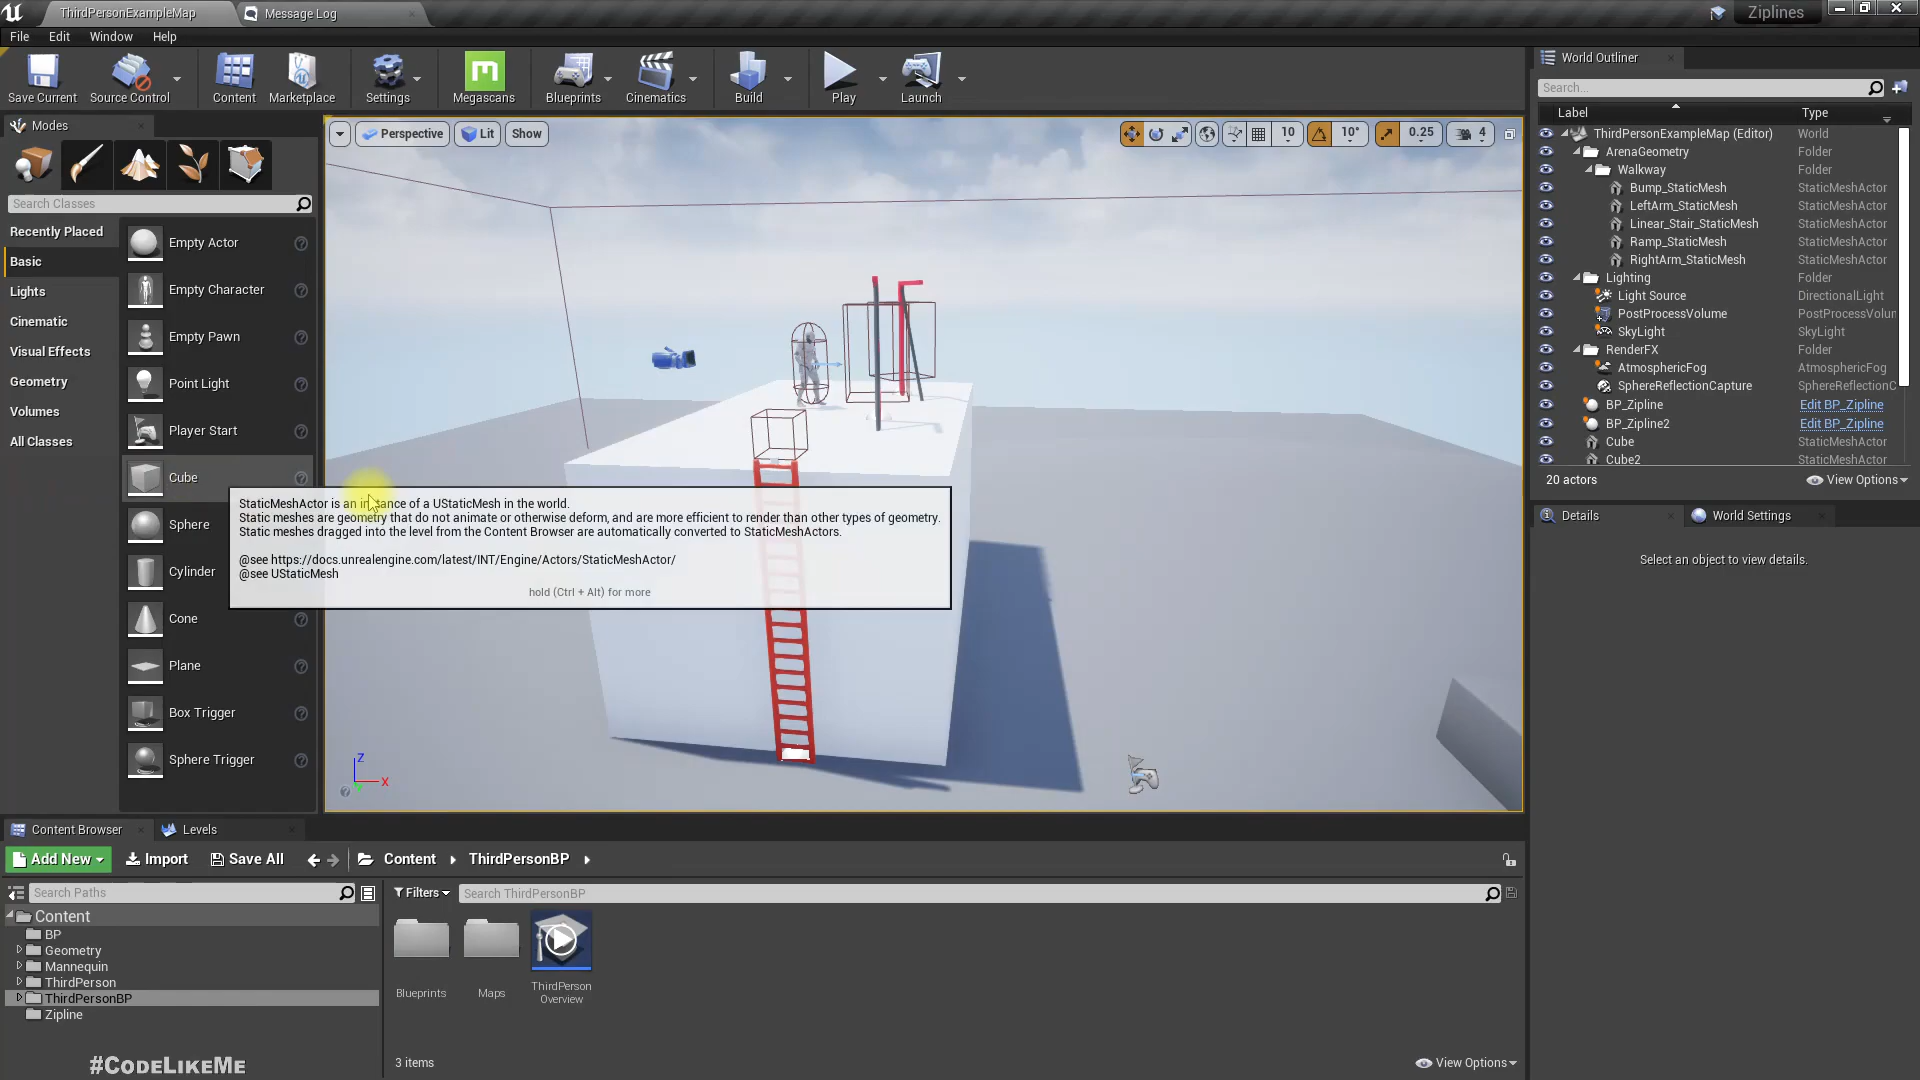 ThirdPersonExampleMap
Message Log
Ziplines
File
Edit
Window
Help
Save Current
Source Control
Content
Marketplace
Settings
Megascans
Blueprints
Cinematics
Build
Play
Launch
World Outliner
Search...
Label
Type
Modes
Perspective
Lit
Show
10
10°
0.25
4
ThirdPersonExampleMap (Editor)
World
ArenaGeometry
Folder
Walkway
Folder
Bump_StaticMesh
StaticMeshActor
LeftArm_StaticMesh
StaticMeshActor
Linear_Stair_StaticMesh
StaticMeshActor
Ramp_StaticMesh
StaticMeshActor
RightArm_StaticMesh
StaticMeshActor
Lighting
Folder
Light Source
DirectionalLight
PostProcessVolume
PostProcessVolun
SkyLight
SkyLight
RenderFX
Folder
AtmosphericFog
AtmosphericFog
SphereReflectionCapture
SphereReflectionC
BP_Zipline
Edit BP_Zipline
BP_Zipline2
Edit BP_Zipline
Cube
StaticMeshActor
Cube2
StaticMeshActor
20 actors
View Options
Search Classes
Recently Placed
Basic
Lights
Cinematic
Visual Effects
Geometry
Volumes
All Classes
Empty Actor
Empty Character
Empty Pawn
Point Light
Player Start
Cube
Sphere
Cylinder
Cone
Plane
Box Trigger
Sphere Trigger
StaticMeshActor is an instance of a UStaticMesh in the world.
Static meshes are geometry that do not animate or otherwise deform, and are more efficient to render than other types of geometry.
Static meshes dragged into the level from the Content Browser are automatically converted to StaticMeshActors.
@see https://docs.unrealengine.com/latest/INT/Engine/Actors/StaticMeshActor/
@see UStaticMesh
hold (Ctrl + Alt) for more
Z
X
Y
Details
World Settings
Select an object to view details.
Content Browser
Levels
Add New
Import
Save All
Content
ThirdPersonBP
Search Paths
Filters
Search ThirdPersonBP
Content
BP
Geometry
Mannequin
ThirdPerson
ThirdPersonBP
Zipline
Blueprints
Maps
ThirdPerson
Overview
3 items
View Options
#CODELIKEME